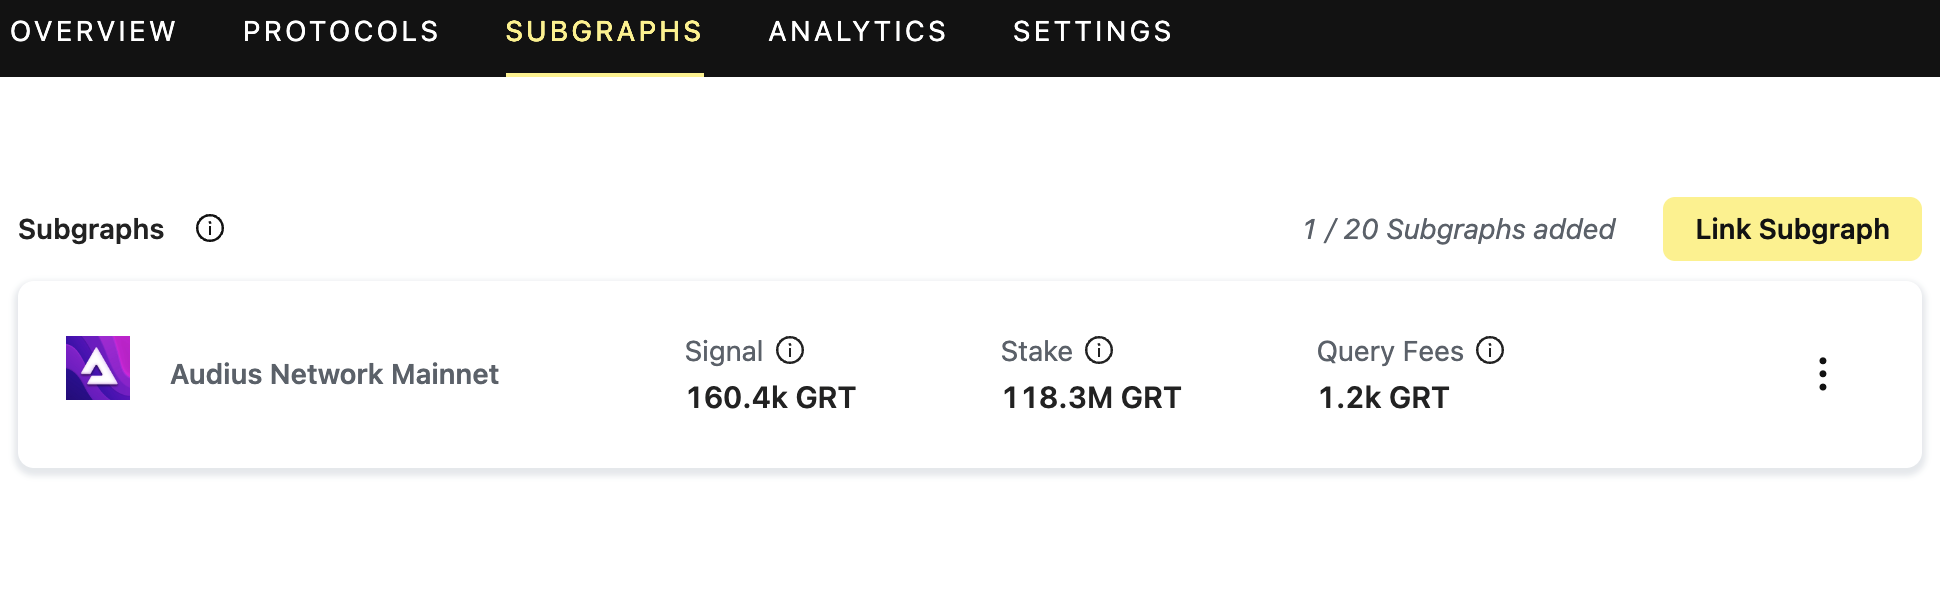 OVERVIEW PROTOCOLS SUBGRAPHS ANALYTICS SETTINGS
Subgraphs 1 / 20 Subgraphs added Link Subgraph
Audius Network Mainnet
Signal Stake Query Fees
160.4k GRT 118.3M GRT 1.2k GRT